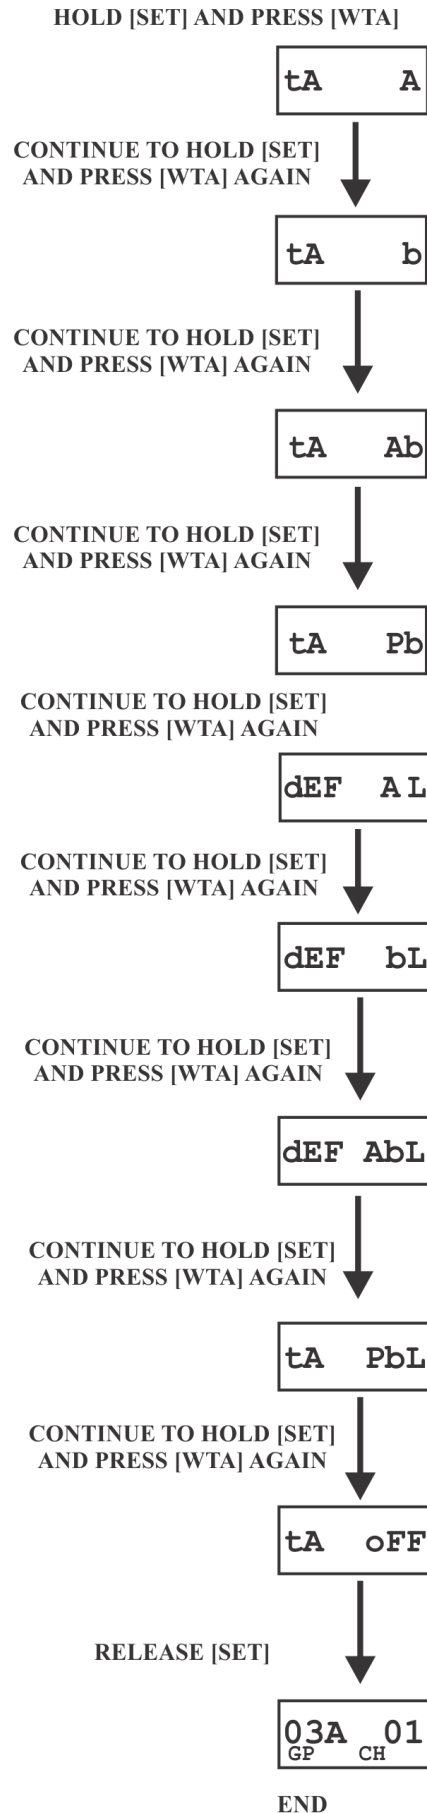 HOLD [SET] AND PRESS [WTA]
tA A
CONTINUE TO HOLD [SET]
AND PRESS [WTA] AGAIN
tA b
CONTINUE TO HOLD [SET]
AND PRESS [WTA] AGAIN
tA Ab
CONTINUE TO HOLD [SET]
AND PRESS [WTA] AGAIN
tA Pb
CONTINUE TO HOLD [SET]
AND PRESS [WTA] AGAIN
dEF A L
CONTINUE TO HOLD [SET]
AND PRESS [WTA] AGAIN
dEF bL
CONTINUE TO HOLD [SET]
AND PRESS [WTA] AGAIN
dEF AbL
CONTINUE TO HOLD [SET]
AND PRESS [WTA] AGAIN
tA PbL
CONTINUE TO HOLD [SET]
AND PRESS [WTA] AGAIN
tA oFF
RELEASE [SET]
03A 01
GP CH
END